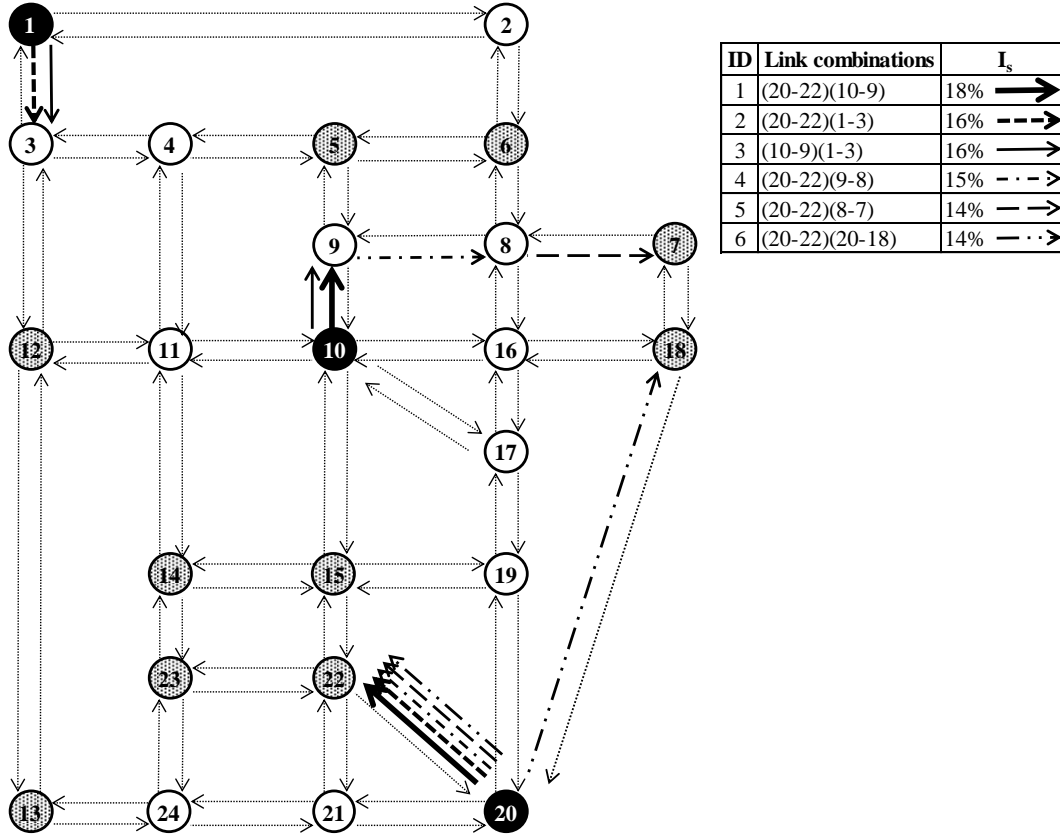 1
2
ID Link combinations I_s
1 (20-22)(10-9) 18%
2 (20-22)(1-3) 16%
3 (10-9)(1-3) 16%
4 (20-22)(9-8) 15%
5 (20-22)(8-7) 14%
6 (20-22)(20-18) 14%
3 4 5 6
9 8 7
12 11 10 16 18
17
14 15 19
23 22
13 24 21 20